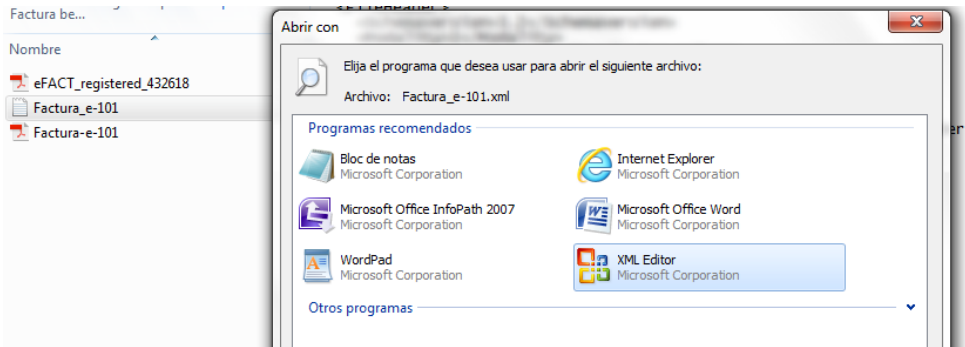 Factura be...
Nombre
eFACT_registered_432618
Factura_e-101
Factura-e-101
<FileHeader>
Abrir con
Elija el programa que desea usar para abrir el siguiente archivo:
Archivo: Factura_e-101.xml
Programas recomendados
Bloc de notas
Microsoft Corporation
Internet Explorer
Microsoft Corporation
Microsoft Office InfoPath 2007
Microsoft Corporation
Microsoft Office Word
Microsoft Corporation
WordPad
Microsoft Corporation
XML Editor
Microsoft Corporation
Otros programas
er